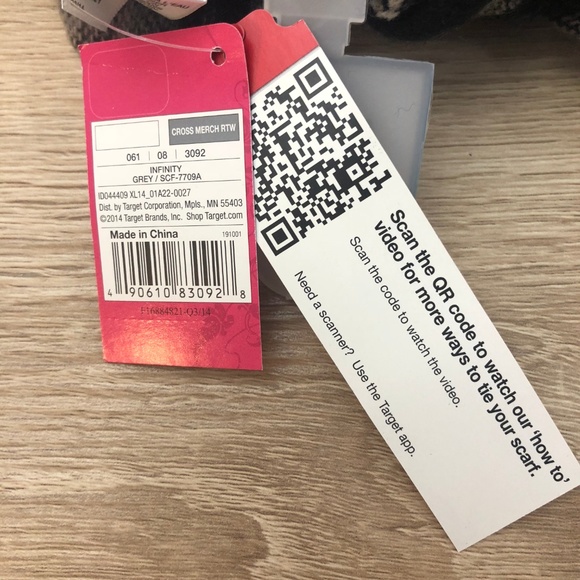 CROSS MERCH RTW
061 | 08 | 3092
INFINITY
GREY / SCF-7709A
ID044409 XL14_01A22-0027
Dist. by Target Corporation, Mpls., MN 55403
©2014 Target Brands, Inc. Shop Target.com
Made in China
191001
4 90610 83092 8
F16884821-Q3/14
Scan the QR code to watch our 'how to'
video for more ways to tie your scarf.
Scan the code to watch the video.
Need a scanner? Use the Target app.